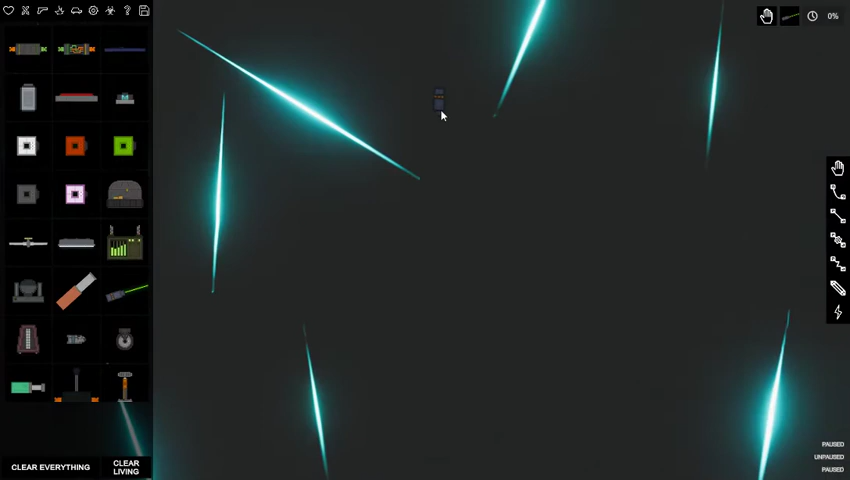 0%
PAUSED
UNPAUSED
PAUSED
CLEAR EVERYTHING
CLEAR
LIVING